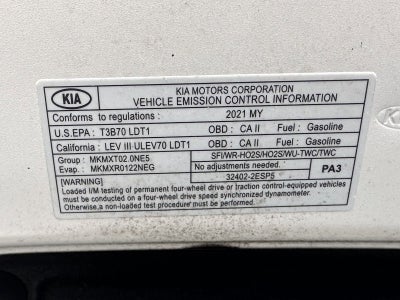 KIA
KIA MOTORS CORPORATION
VEHICLE EMISSION CONTROL INFORMATION
Conforms to regulations : 2021 MY
U.S.EPA : T3B70 LDT1 OBD : CA II Fuel : Gasoline
California : LEV III-ULEV70 LDT1 OBD : CA II Fuel : Gasoline
Group : MKMXT02.0NE5 SFI/WR-HO2S/HO2S/WU-TWC/TWC
Evap. : MKMXR0122NEG No adjustments needed. PA3
32402-2ESP5
[WARNING]
Loaded I/M testing of permanent four-wheel drive or traction control-equipped vehicles
must be conducted on a four-wheel drive speed synchronized dynamometer.
Otherwise,a non-loaded test procedure must be conducted.